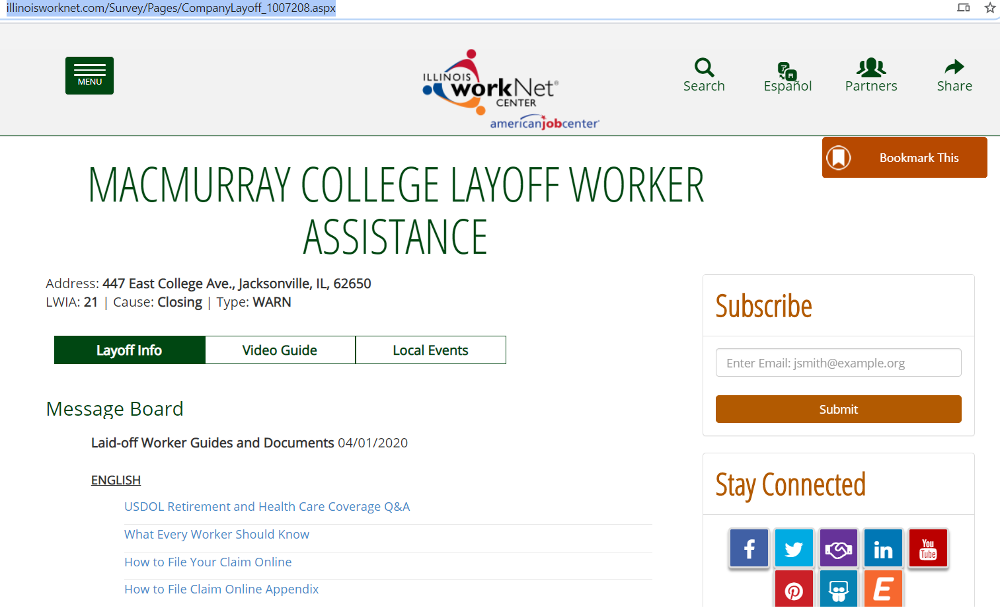 illinoisworknet.com/Survey/Pages/CompanyLayoff_1007208.aspx
MENU
ILLINOIS
workNet®
CENTER
americanjobcenter®
Search
Español
Partners
Share
Bookmark This
MACMURRAY COLLEGE LAYOFF WORKER
ASSISTANCE
Address: 447 East College Ave., Jacksonville, IL, 62650
LWIA: 21 | Cause: Closing | Type: WARN
Layoff Info
Video Guide
Local Events
Message Board
Laid-off Worker Guides and Documents 04/01/2020
ENGLISH
USDOL Retirement and Health Care Coverage Q&A
What Every Worker Should Know
How to File Your Claim Online
How to File Claim Online Appendix
Subscribe
Enter Email: jsmith@example.org
Submit
Stay Connected
f
in
You
Tube
E